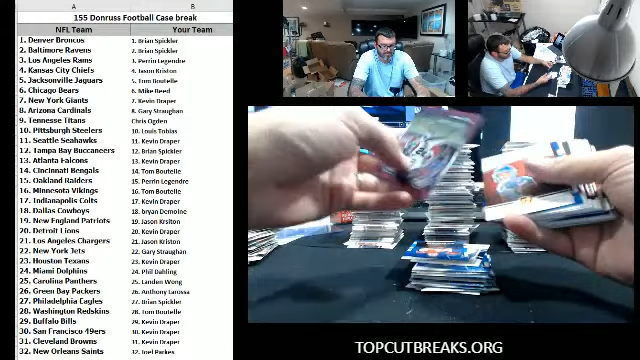 A B
155 Donruss Football Case break
NFL Team Your Team
1. Denver Broncos 1. Brian Spickler
2. Baltimore Ravens 2. Brian Spickler
3. Los Angeles Rams 3. Perrin Legendre
4. Kansas City Chiefs 4. Jason Kriston
5. Jacksonville Jaguars 5. Tom Boutelle
6. Chicago Bears 6. Mike Reed
7. New York Giants 7. Kevin Draper
8. Arizona Cardinals 8. Gary Straughan
9. Tennesse Titans Chris Ogden
10. Pittsburgh Steelers 10. Louis Tobias
11. Seattle Seahawks 11. Kevin Draper
12. Tampa Bay Buccaneers 12. Brian Spickler
13. Atlanta Falcons 13. Kevin Draper
14. Cincinnati Bengals 14. Tom Boutelle
15. Oakland Raiders 15. Perrin Legendre
16. Minnesota Vikings 16. Tom Boutelle
17. Indianapolis Colts 17. Kevin Draper
18. Dallas Cowboys 18. bryan Demoine
19. New England Patriots 19. Jason Kriston
20. Detroit Lions 20. Kevin Draper
21. Los Angeles Chargers 21. Jason Kriston
22. New York Jets 22. Gary Straughan
23. Houston Texans 23. Kevin Draper
24. Miami Dolphins 24. Phil Dahling
25. Carolina Panthers 25. Landen Wong
26. Green Bay Packers 26. Anthony Larossa
27. Philadelphia Eagles 27. Brian Spickler
28. Washington Redskins 28. Tom Boutelle
29. Buffalo Bills 29. Kevin Draper
30. San Francisco 49ers 30. Kevin Draper
31. Cleveland Browns 31. Kevin Draper
32. New Orleans Saints 32. Joel Parkes
TOPCUTBREAKS.ORG